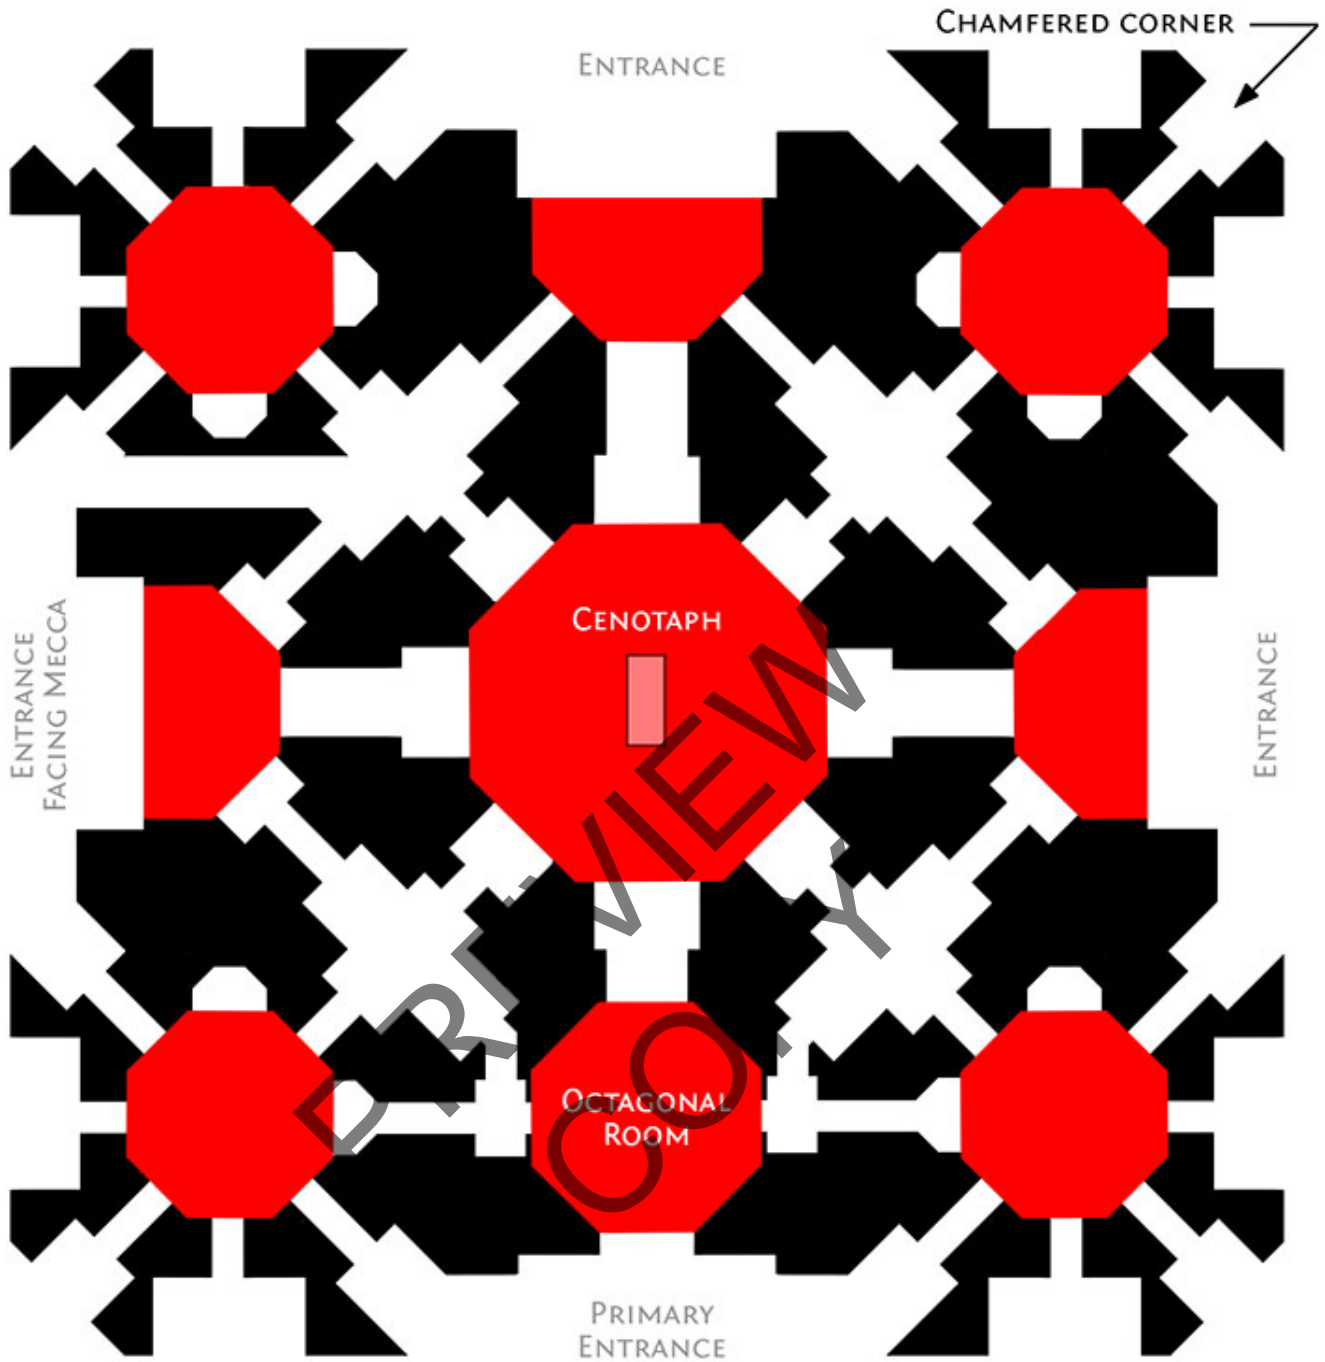 CHAMFERED CORNER
ENTRANCE
CENOTAPH
ENTRANCE
FACING MECCA
ENTRANCE
PREVIEW
COPY
OCTAGONAL
ROOM
PRIMARY
ENTRANCE